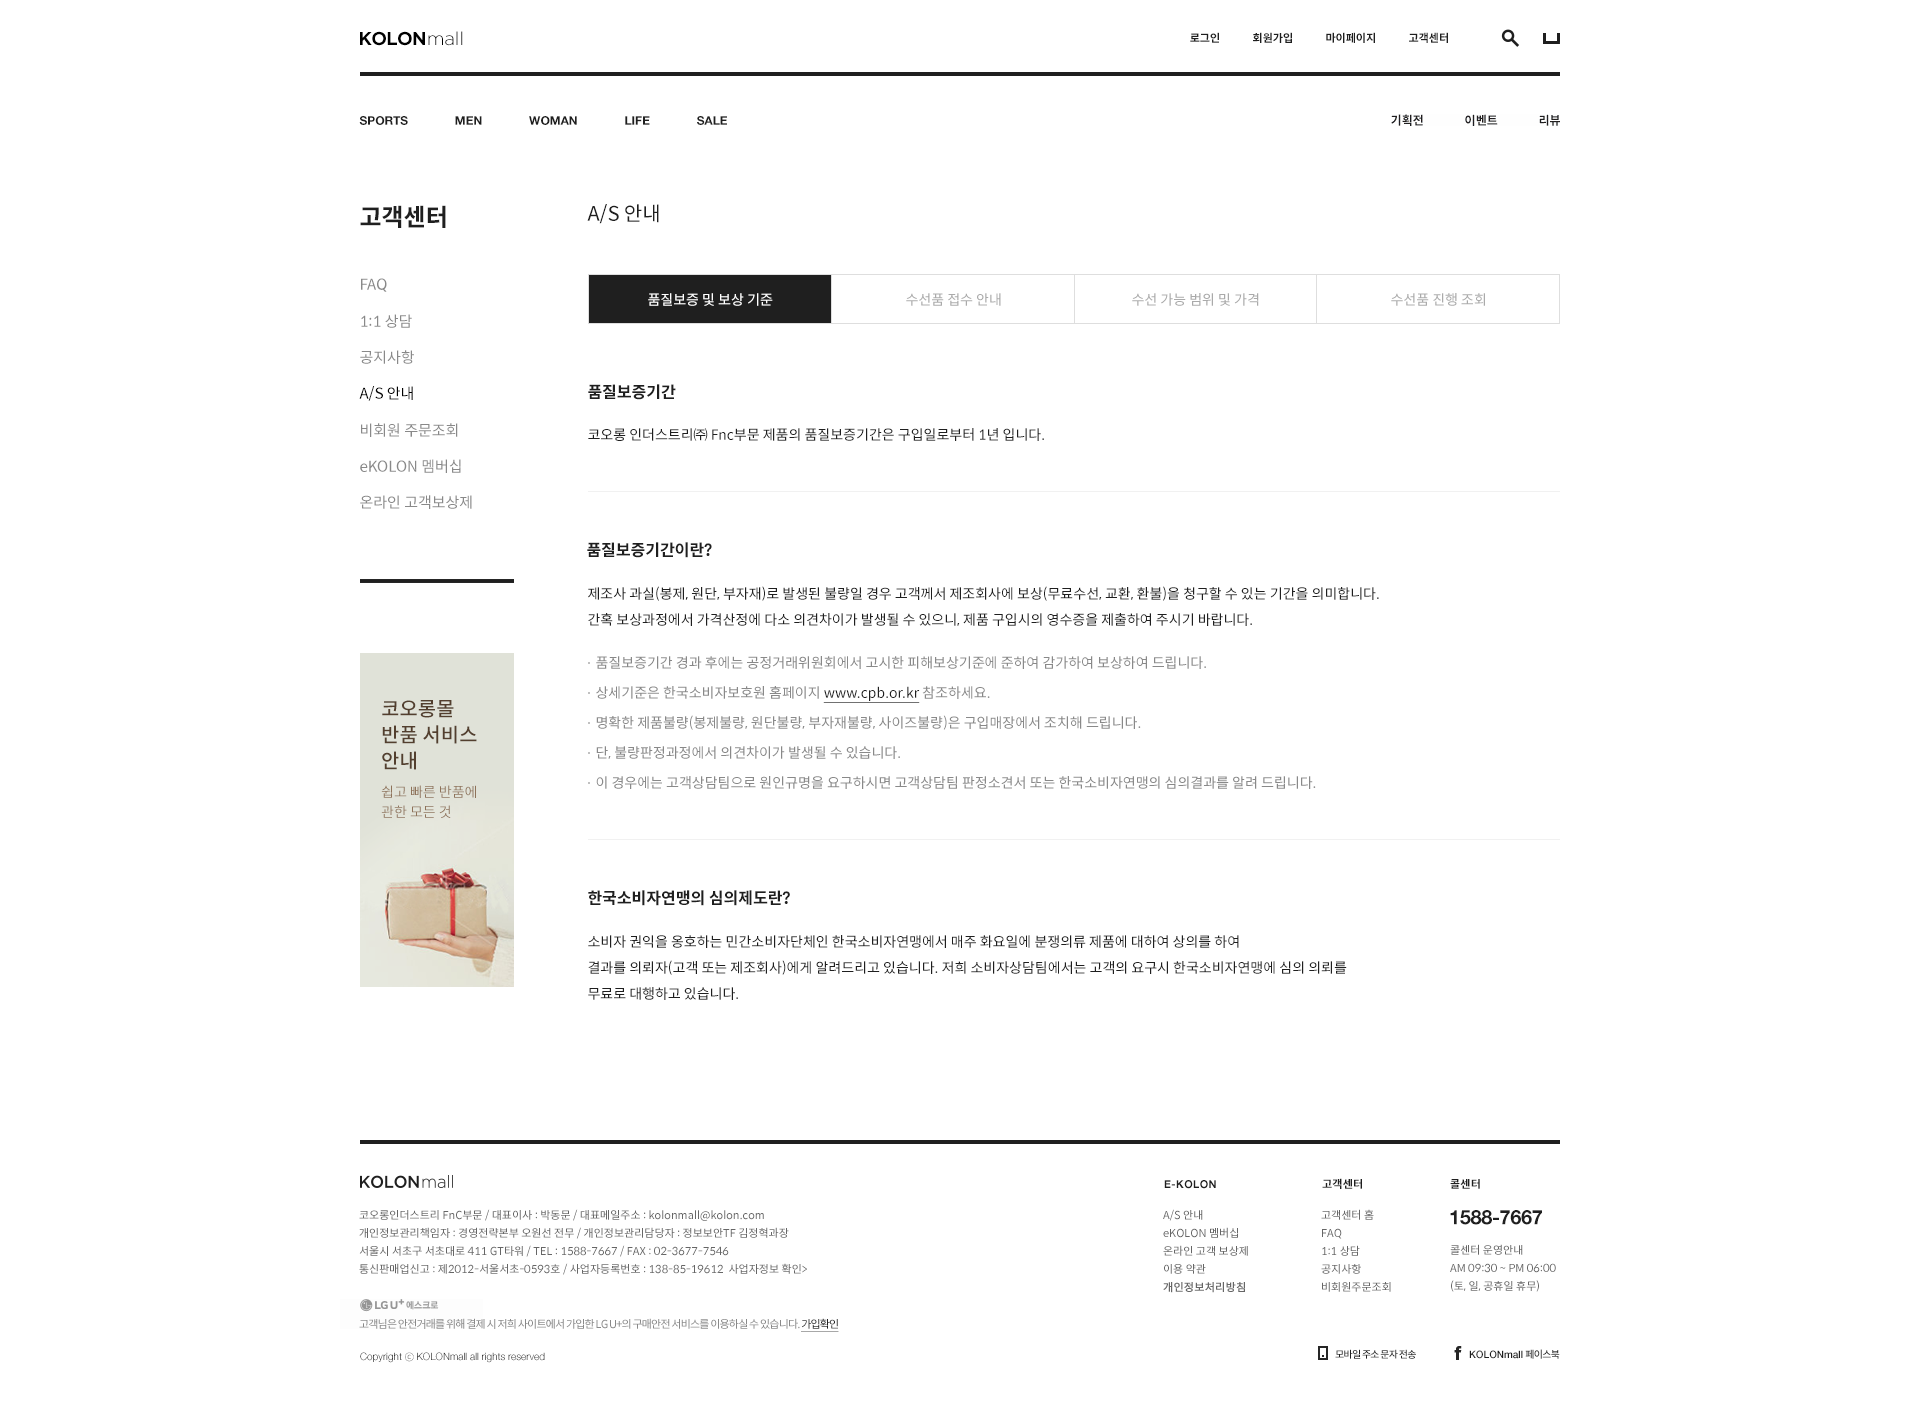 KOLONmall
로그인 회원가입 마이페이지 고객센터
SPORTS MEN WOMAN LIFE SALE
기획전 이벤트 리뷰
고객센터
FAQ
1:1 상담
공지사항
A/S 안내
비회원 주문조회
eKOLON 멤버십
온라인 고객보상제
코오롱몰
반품 서비스
안내
쉽고 빠른 반품에
관한 모든 것
A/S 안내
품질보증 및 보상 기준 수선품 접수 안내 수선 가능 범위 및 가격 수선품 진행 조회
품질보증기간
코오롱 인더스트리㈜ Fnc부문 제품의 품질보증기간은 구입일로부터 1년 입니다.
품질보증기간이란?
제조사 과실(봉제, 원단, 부자재)로 발생된 불량일 경우 고객께서 제조회사에 보상(무료수선, 교환, 환불)을 청구할 수 있는 기간을 의미합니다.
간혹 보상과정에서 가격산정에 다소 의견차이가 발생될 수 있으니, 제품 구입시의 영수증을 제출하여 주시기 바랍니다.
· 품질보증기간 경과 후에는 공정거래위원회에서 고시한 피해보상기준에 준하여 감가하여 보상하여 드립니다.
· 상세기준은 한국소비자보호원 홈페이지 www.cpb.or.kr 참조하세요.
· 명확한 제품불량(봉제불량, 원단불량, 부자재불량, 사이즈불량)은 구입매장에서 조치해 드립니다.
· 단, 불량판정과정에서 의견차이가 발생될 수 있습니다.
· 이 경우에는 고객상담팀으로 원인규명을 요구하시면 고객상담팀 판정소견서 또는 한국소비자연맹의 심의결과를 알려 드립니다.
한국소비자연맹의 심의제도란?
소비자 권익을 옹호하는 민간소비자단체인 한국소비자연맹에서 매주 화요일에 분쟁의류 제품에 대하여 상의를 하여
결과를 의뢰자(고객 또는 제조회사)에게 알려드리고 있습니다. 저희 소비자상담팀에서는 고객의 요구시 한국소비자연맹에 심의 의뢰를
무료로 대행하고 있습니다.
KOLONmall
코오롱인더스트리 FnC부문 / 대표이사 : 박동문 / 대표메일주소 : kolonmall@kolon.com
개인정보관리책임자 : 경영전략본부 오원선 전무 / 개인정보관리담당자 : 정보보안TF 김정혁과장
서울시 서초구 서초대로 411 GT타워 / TEL : 1588-7667 / FAX : 02-3677-7546
통신판매업신고 : 제2012-서울서초-0593호 / 사업자등록번호 : 138-85-19612 사업자정보 확인>
LG U+ 에스크로
고객님은 안전거래를 위해 결제 시 저희 사이트에서 가입한 LG U+의 구매안전 서비스를 이용하실 수 있습니다. 가입확인
Copyright ⓒ KOLONmall all rights reserved
E-KOLON
A/S 안내
eKOLON 멤버십
온라인 고객 보상제
이용 약관
개인정보처리방침
고객센터
고객센터 홈
FAQ
1:1 상담
공지사항
비회원주문조회
콜센터
1588-7667
콜센터 운영안내
AM 09:30 ~ PM 06:00
(토, 일, 공휴일 휴무)
모바일 주소 문자 전송
KOLONmall 페이스북